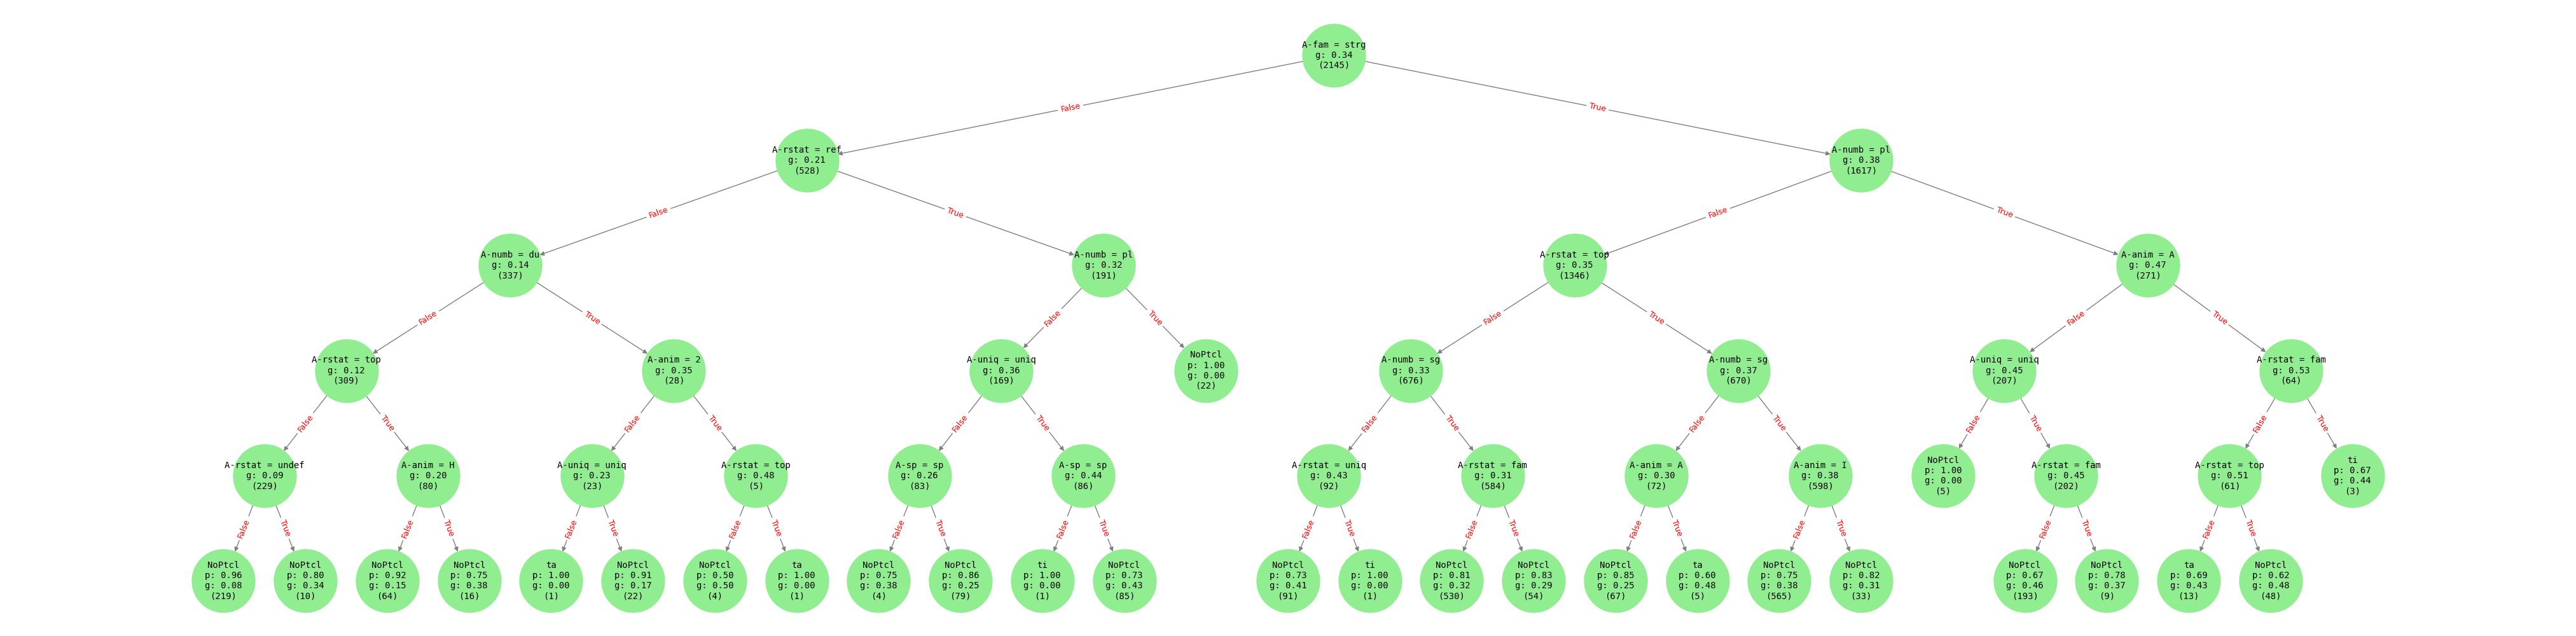 A-fam = strg
g: 0.34
(2145)
False
True
A-rstat = ref
g: 0.21
(528)
A-numb = pl
g: 0.38
(1617)
False
True
False
True
A-numb = du
g: 0.14
(337)
A-numb = pl
g: 0.32
(191)
A-rstat = top
g: 0.35
(1346)
A-anim = A
g: 0.47
(271)
False
True
False
True
False
True
False
True
A-rstat = top
g: 0.12
(309)
A-anim = 2
g: 0.35
(28)
A-uniq = uniq
g: 0.36
(169)
NoPtcl
p: 1.00
g: 0.00
(22)
A-numb = sg
g: 0.33
(676)
A-numb = sg
g: 0.37
(670)
A-uniq = uniq
g: 0.45
(207)
A-rstat = fam
g: 0.53
(64)
False
True
False
True
False
True
False
True
False
True
False
True
False
True
A-rstat = undef
g: 0.09
(229)
A-anim = H
g: 0.20
(80)
A-uniq = uniq
g: 0.23
(23)
A-rstat = top
g: 0.48
(5)
A-sp = sp
g: 0.26
(83)
A-sp = sp
g: 0.44
(86)
A-rstat = uniq
g: 0.43
(92)
A-rstat = fam
g: 0.31
(584)
A-anim = A
g: 0.30
(72)
A-anim = I
g: 0.38
(598)
NoPtcl
p: 1.00
g: 0.00
(5)
A-rstat = fam
g: 0.45
(202)
A-rstat = top
g: 0.51
(61)
ti
p: 0.67
g: 0.44
(3)
False
True
False
True
False
True
False
True
False
True
False
True
False
True
False
True
False
True
False
True
False
True
False
True
NoPtcl
p: 0.96
g: 0.08
(219)
NoPtcl
p: 0.80
g: 0.34
(10)
NoPtcl
p: 0.92
g: 0.15
(64)
NoPtcl
p: 0.75
g: 0.38
(16)
ta
p: 1.00
g: 0.00
(1)
NoPtcl
p: 0.91
g: 0.17
(22)
NoPtcl
p: 0.50
g: 0.50
(4)
ta
p: 1.00
g: 0.00
(1)
NoPtcl
p: 0.75
g: 0.38
(4)
NoPtcl
p: 0.86
g: 0.25
(79)
ti
p: 1.00
g: 0.00
(1)
NoPtcl
p: 0.73
g: 0.43
(85)
NoPtcl
p: 0.73
g: 0.41
(91)
ti
p: 1.00
g: 0.00
(1)
NoPtcl
p: 0.81
g: 0.32
(530)
NoPtcl
p: 0.83
g: 0.29
(54)
NoPtcl
p: 0.85
g: 0.25
(67)
ta
p: 0.60
g: 0.48
(5)
NoPtcl
p: 0.75
g: 0.38
(565)
NoPtcl
p: 0.82
g: 0.31
(33)
NoPtcl
p: 0.67
g: 0.46
(193)
NoPtcl
p: 0.78
g: 0.37
(9)
ta
p: 0.69
g: 0.43
(13)
NoPtcl
p: 0.62
g: 0.48
(48)